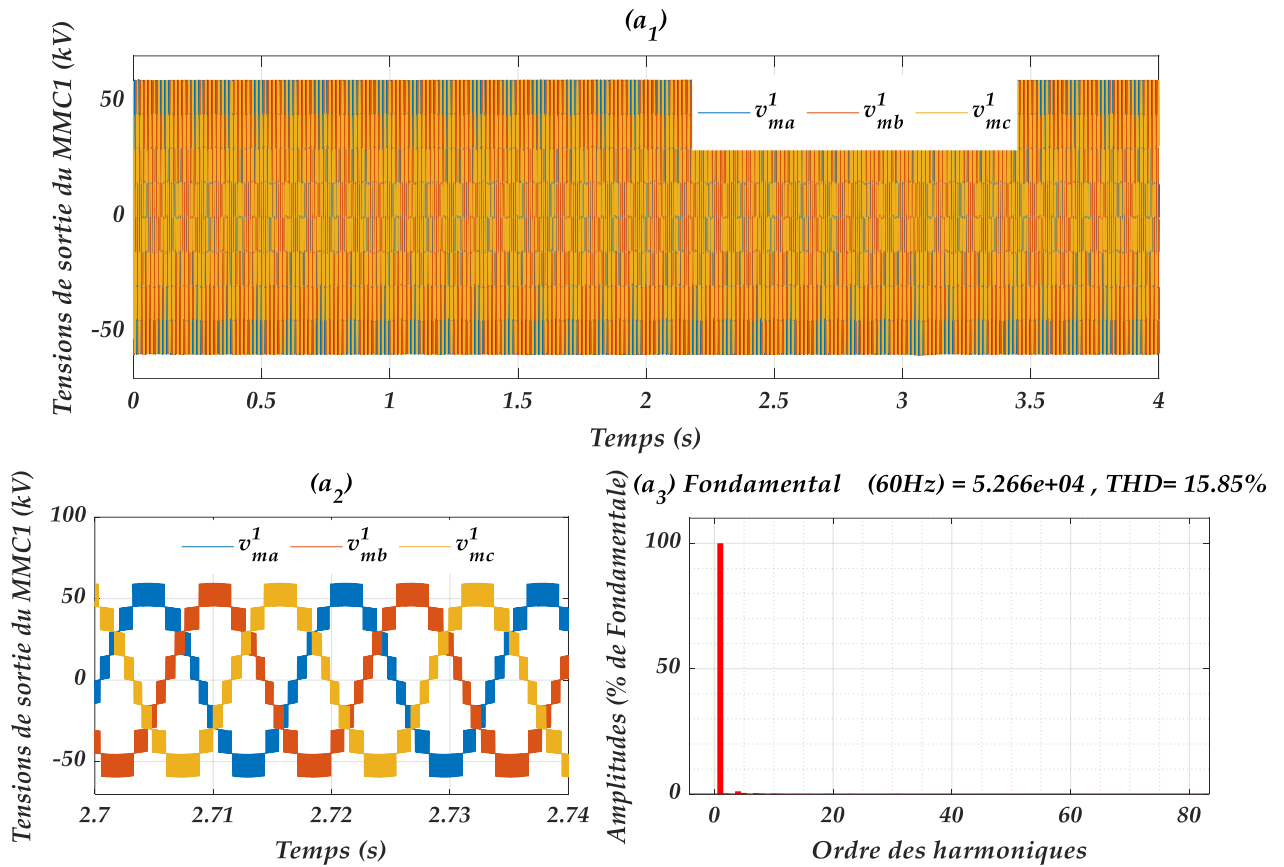 (a1)
Tensions de sortie du MMC1 (kV)
50
0
-50
v1ma v1mb v1mc
0 0.5 1 1.5 2 2.5 3 3.5 4
Temps (s)
(a2)
Tensions de sortie du MMC1 (kV)
100
50
0
-50
v1ma v1mb v1mc
2.7 2.71 2.72 2.73 2.74
Temps (s)
(a3) Fondamental (60Hz) = 5.266e+04 , THD= 15.85%
Amplitudes (% de Fondamentale)
100
50
0
0 20 40 60 80
Ordre des harmoniques